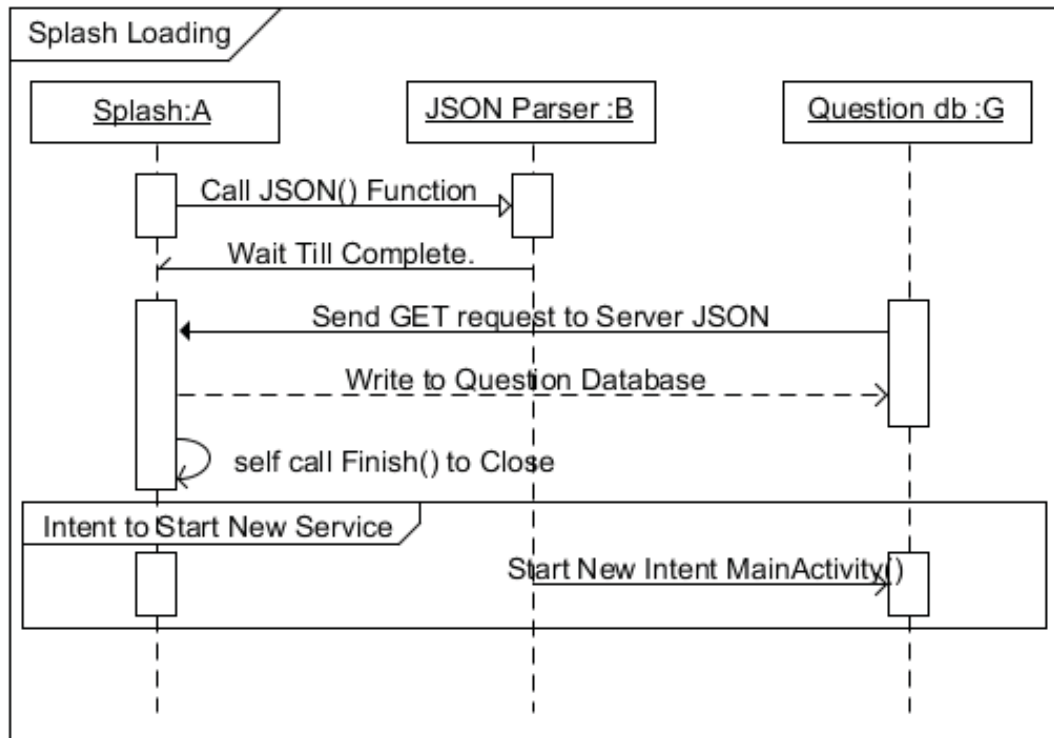 Splash Loading
Splash:A
JSON Parser :B
Question db :G
Call JSON() Function
Wait Till Complete.
Send GET request to Server JSON
Write to Question Database
self call Finish() to Close
Intent to Start New Service
Start New Intent MainActivity()